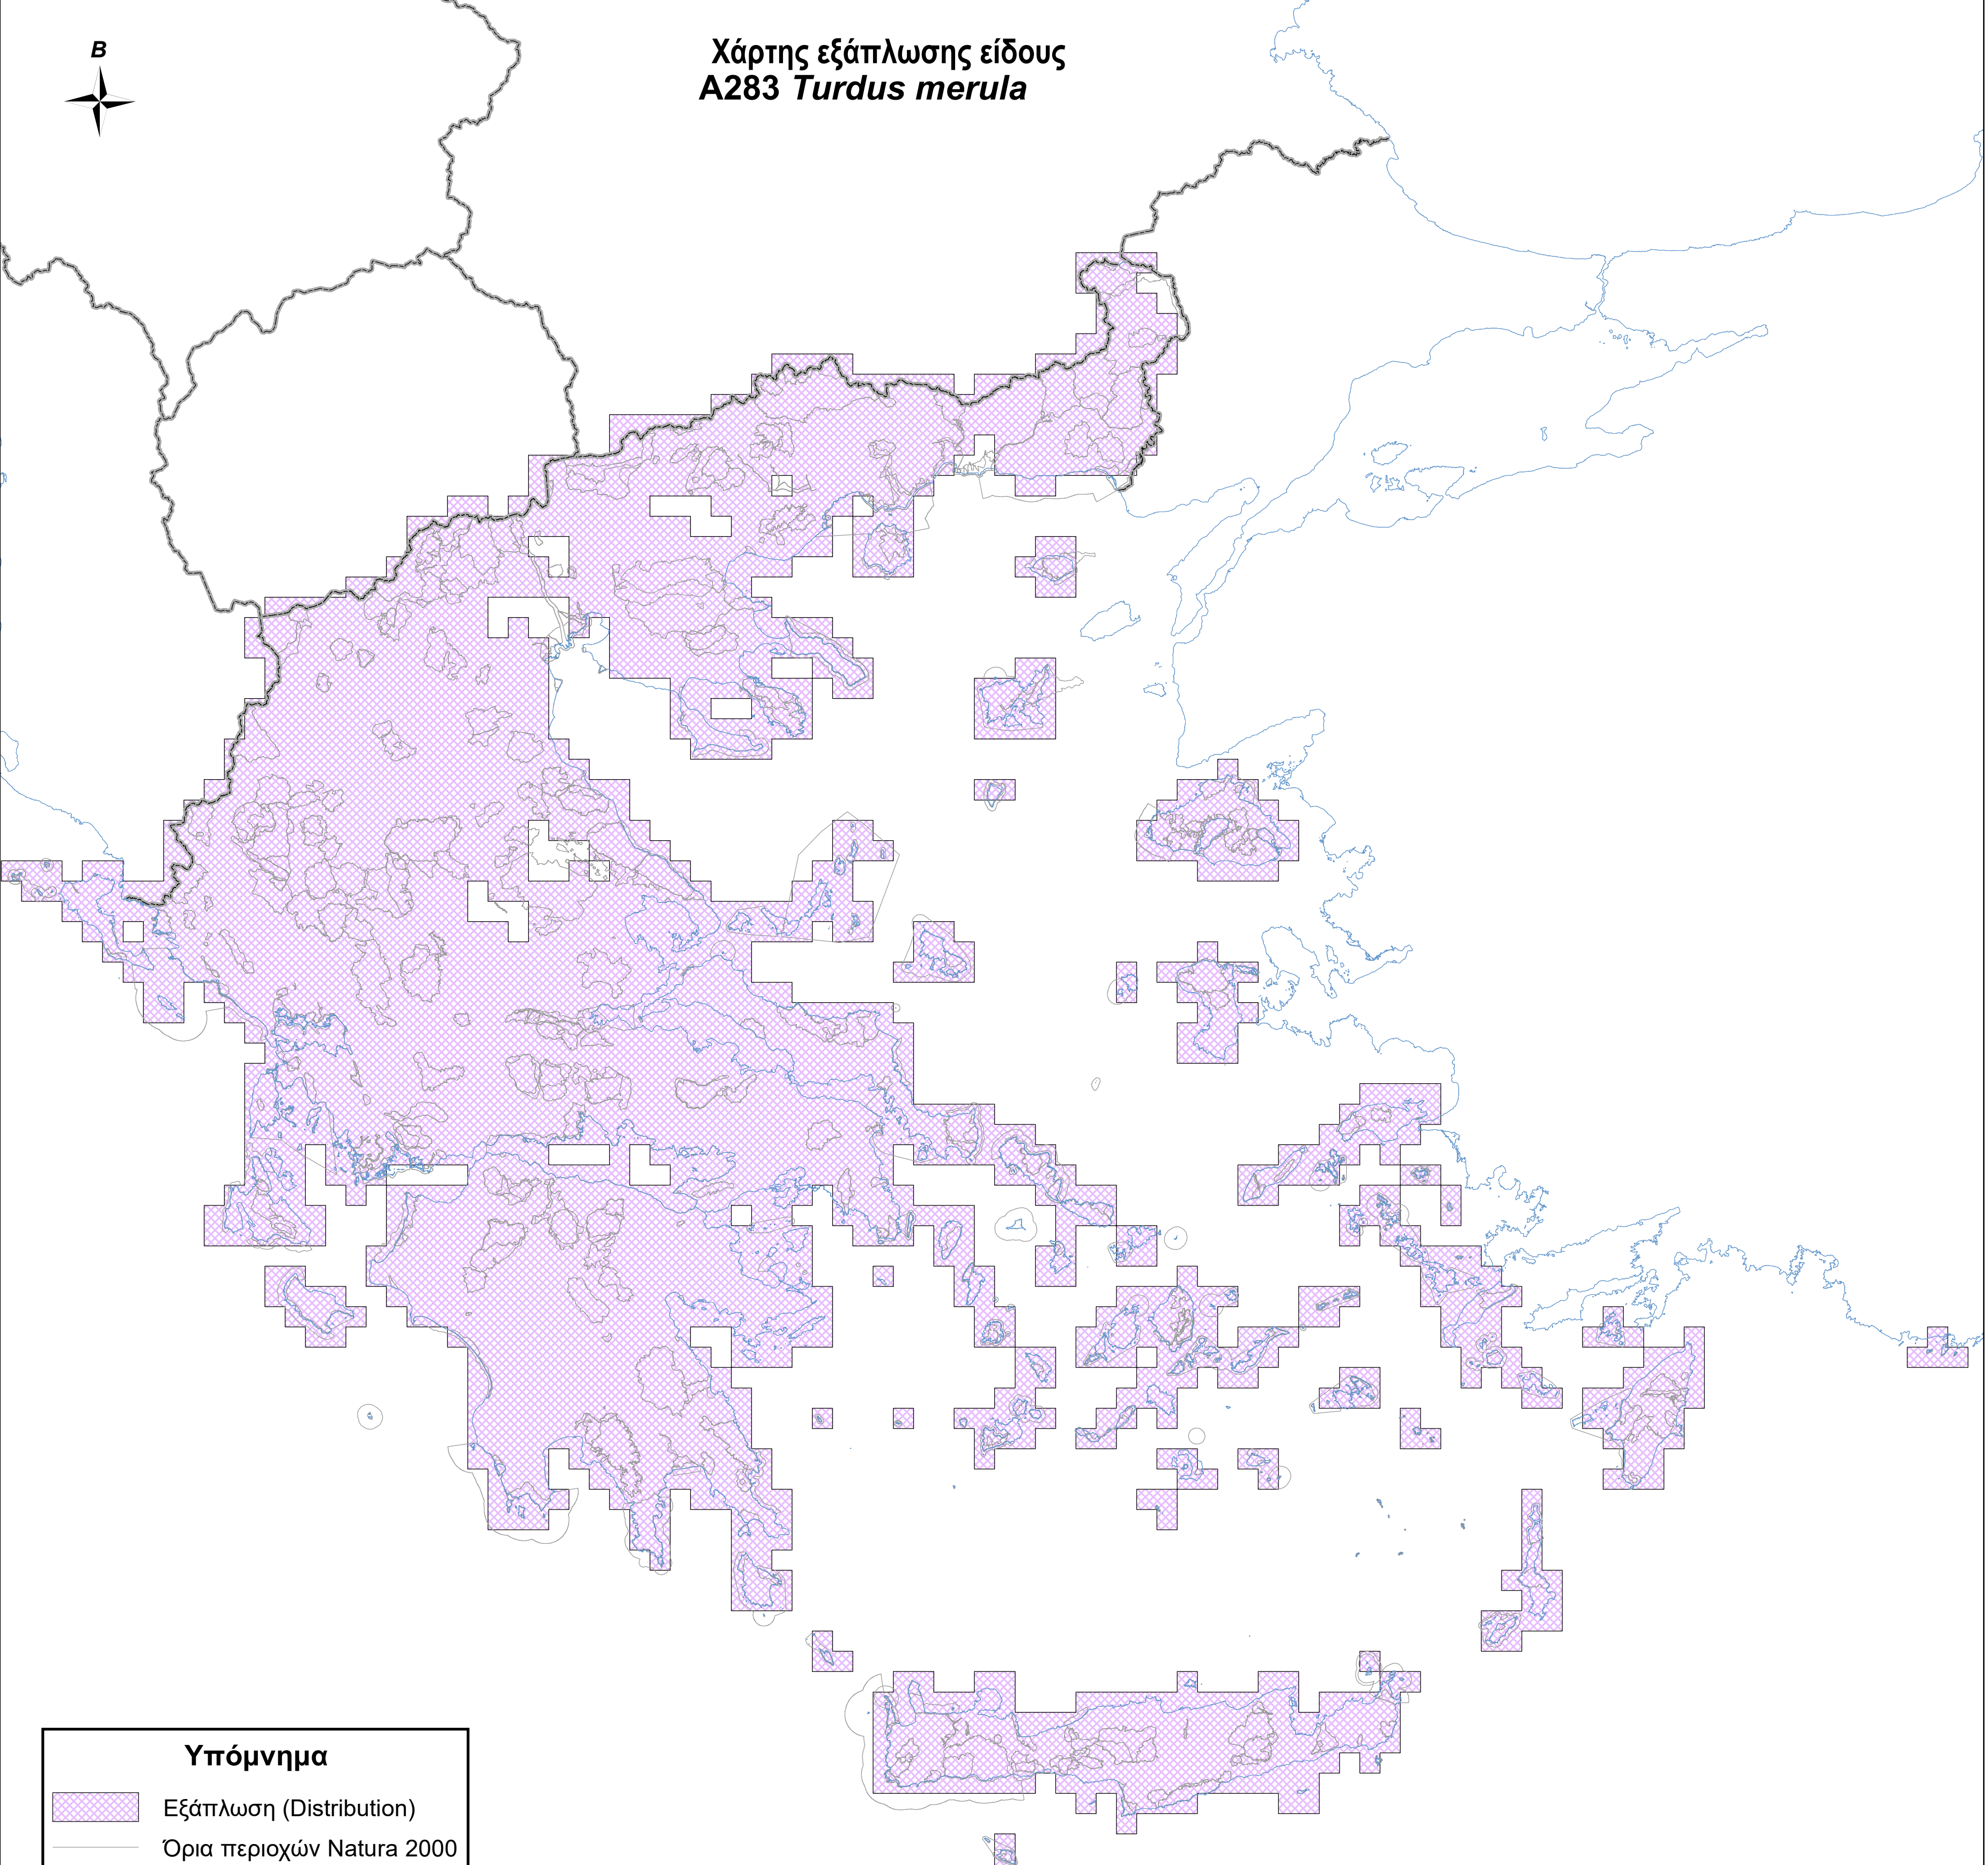 B
Χάρτης εξάπλωσης είδους
A283 Turdus merula
Υπόμνημα
Εξάπλωση (Distribution)
Όρια περιοχών Natura 2000